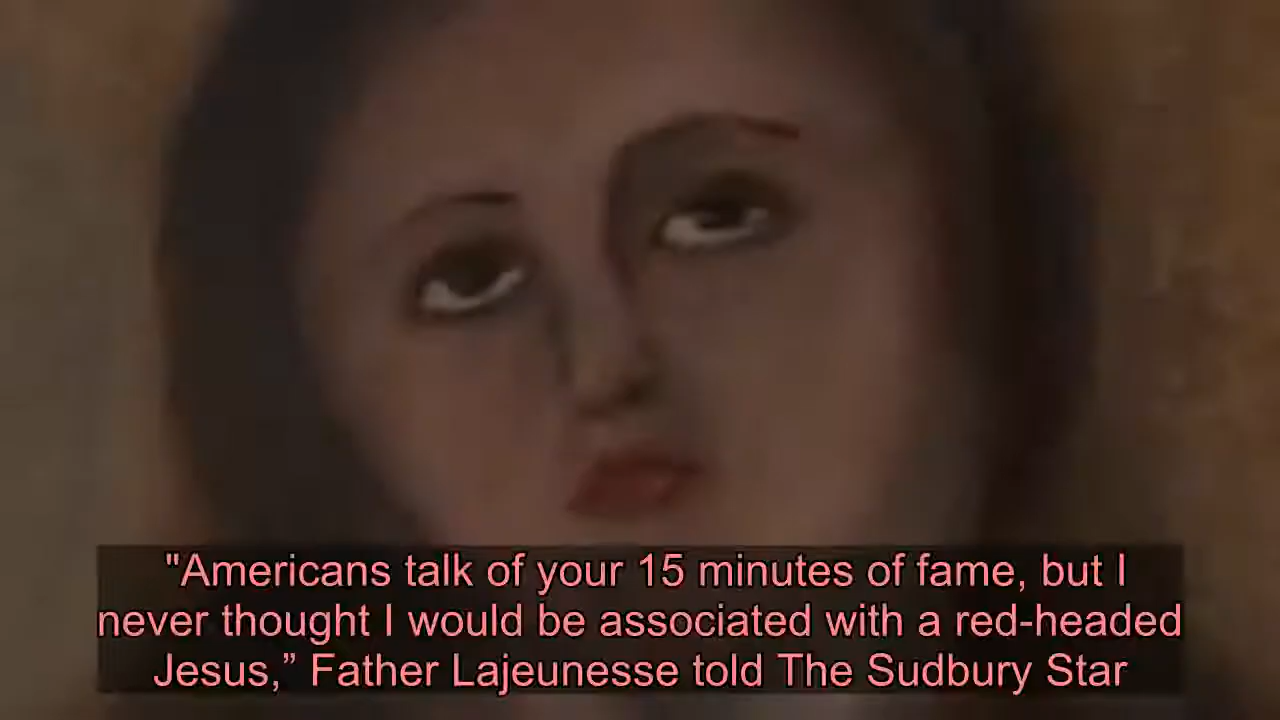 "Americans talk of your 15 minutes of fame, but I
never thought I would be associated with a red-headed
Jesus,” Father Lajeunesse told The Sudbury Star